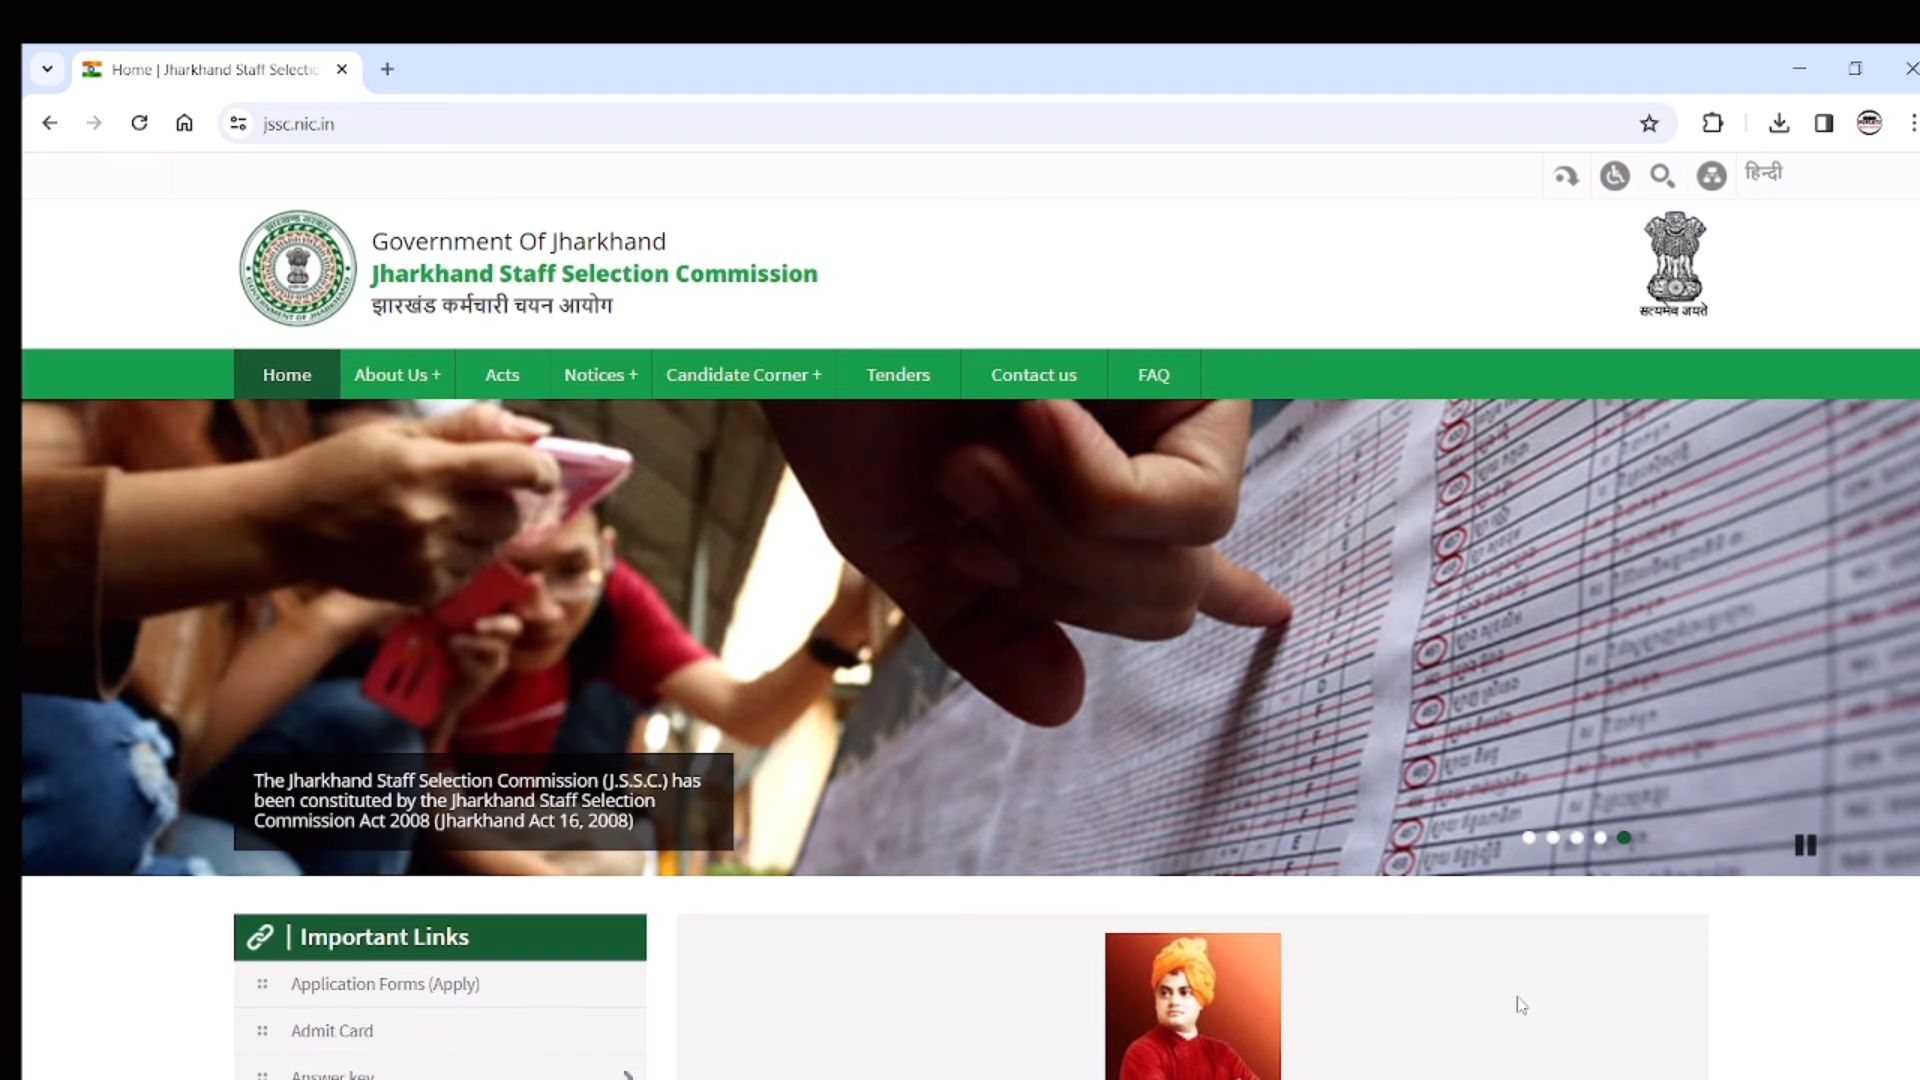 Home | Jharkhand Staff Selectic
jssc.nic.in
हिन्दी
Government Of Jharkhand
Jharkhand Staff Selection Commission
झारखंड कर्मचारी चयन आयोग
सत्यमेव जयते
Home
About Us +
Acts
Notices +
Candidate Corner +
Tenders
Contact us
FAQ
The Jharkhand Staff Selection Commission (J.S.S.C.) has
been constituted by the Jharkhand Staff Selection
Commission Act 2008 (Jharkhand Act 16, 2008)
Important Links
Application Forms (Apply)
Admit Card
Answer key